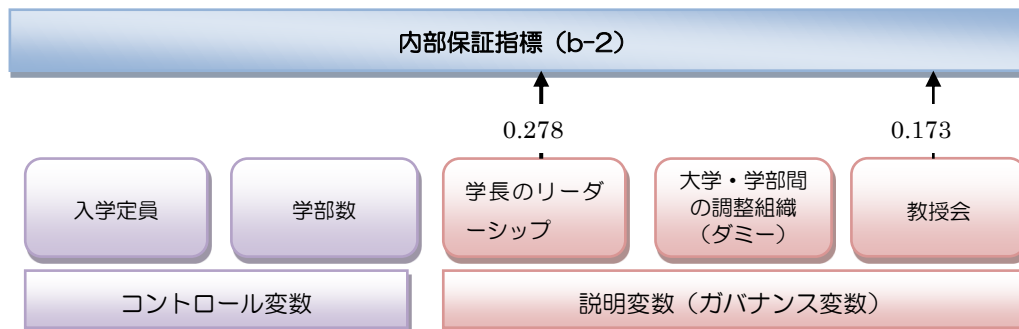 内部保証指標（b-2）
0.278
0.173
入学定員
学部数
学長のリーダ
ーシップ
大学・学部間
の調整組織
（ダミー）
教授会
コントロール変数
説明変数（ガバナンス変数）